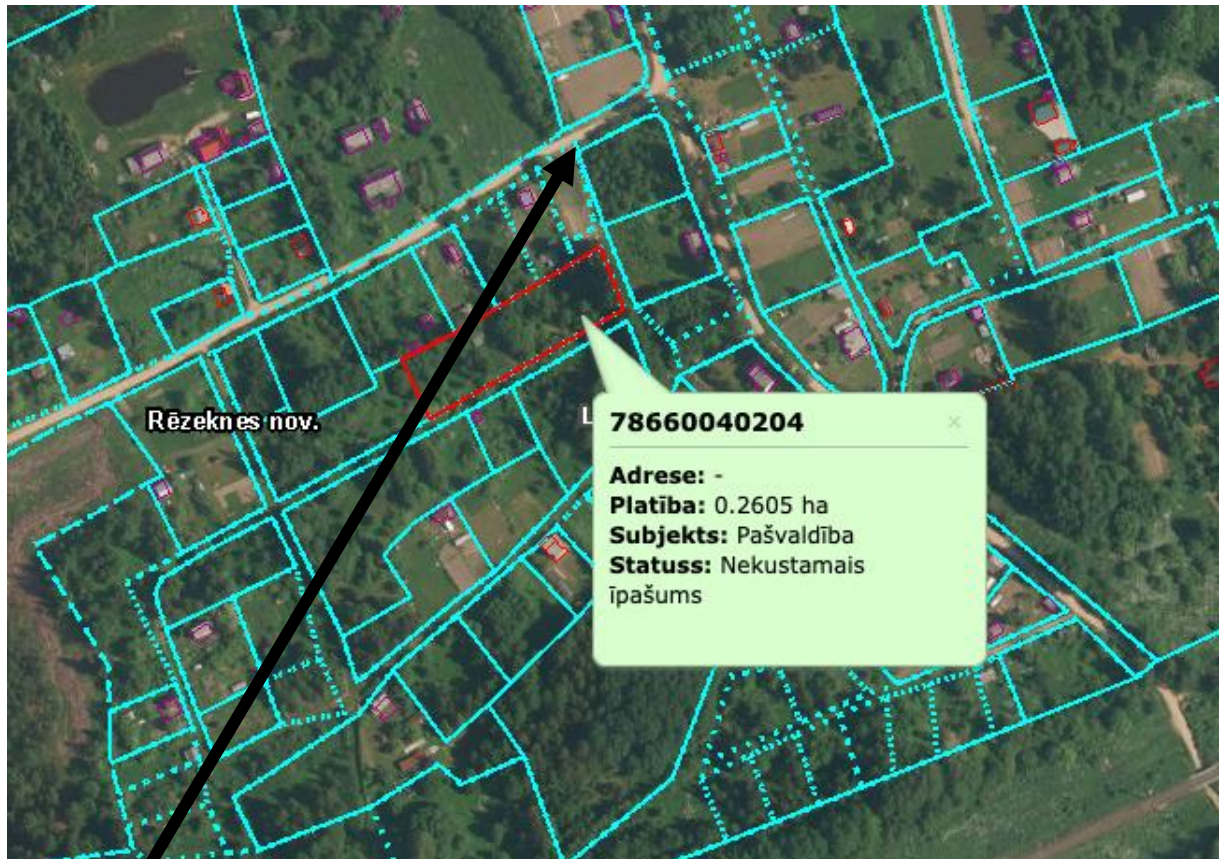 Rēzeknes nov.
L
78660040204
×
Adrese: -
Platība: 0.2605 ha
Subjekts: Pašvaldība
Statuss: Nekustamais
īpašums